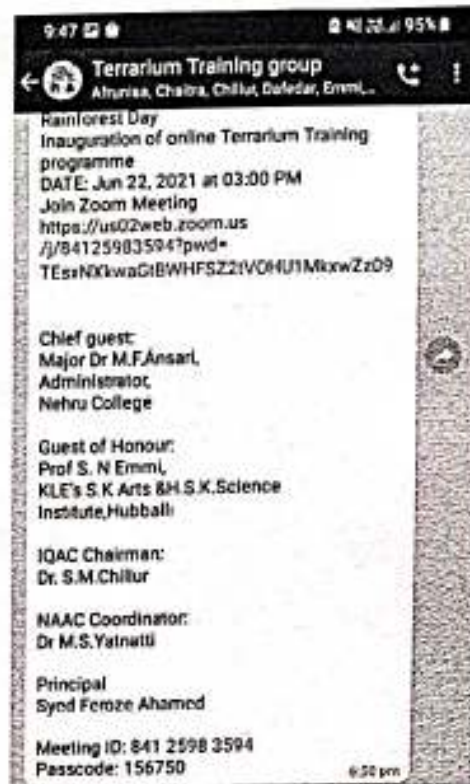 9:47 95%
Terrarium Training group
Afrunisa, Chaitra, Chillur, Dafedar, Emmi,...
Rainforest Day
Inauguration of online Terrarium Training
programme
DATE: Jun 22, 2021 at 03:00 PM
Join Zoom Meeting
https://us02web.zoom.us
/j/84125983594?pwd=
Chief guest:
Major Dr M.F.Ansari,
Administrator,
Nehru College
Guest of Honour:
Prof S. N Emmi,
KLE's S.K Arts &H.S.K.Science
Institute,Hubballi
IQAC Chairman:
Dr. S.M.Chillur
NAAC Coordinator:
Dr M.S.Yatnatti
Principal
Syed Feroze Ahamed
Meeting ID: 841 2598 3594
Passcode: 156750
6:50 pm